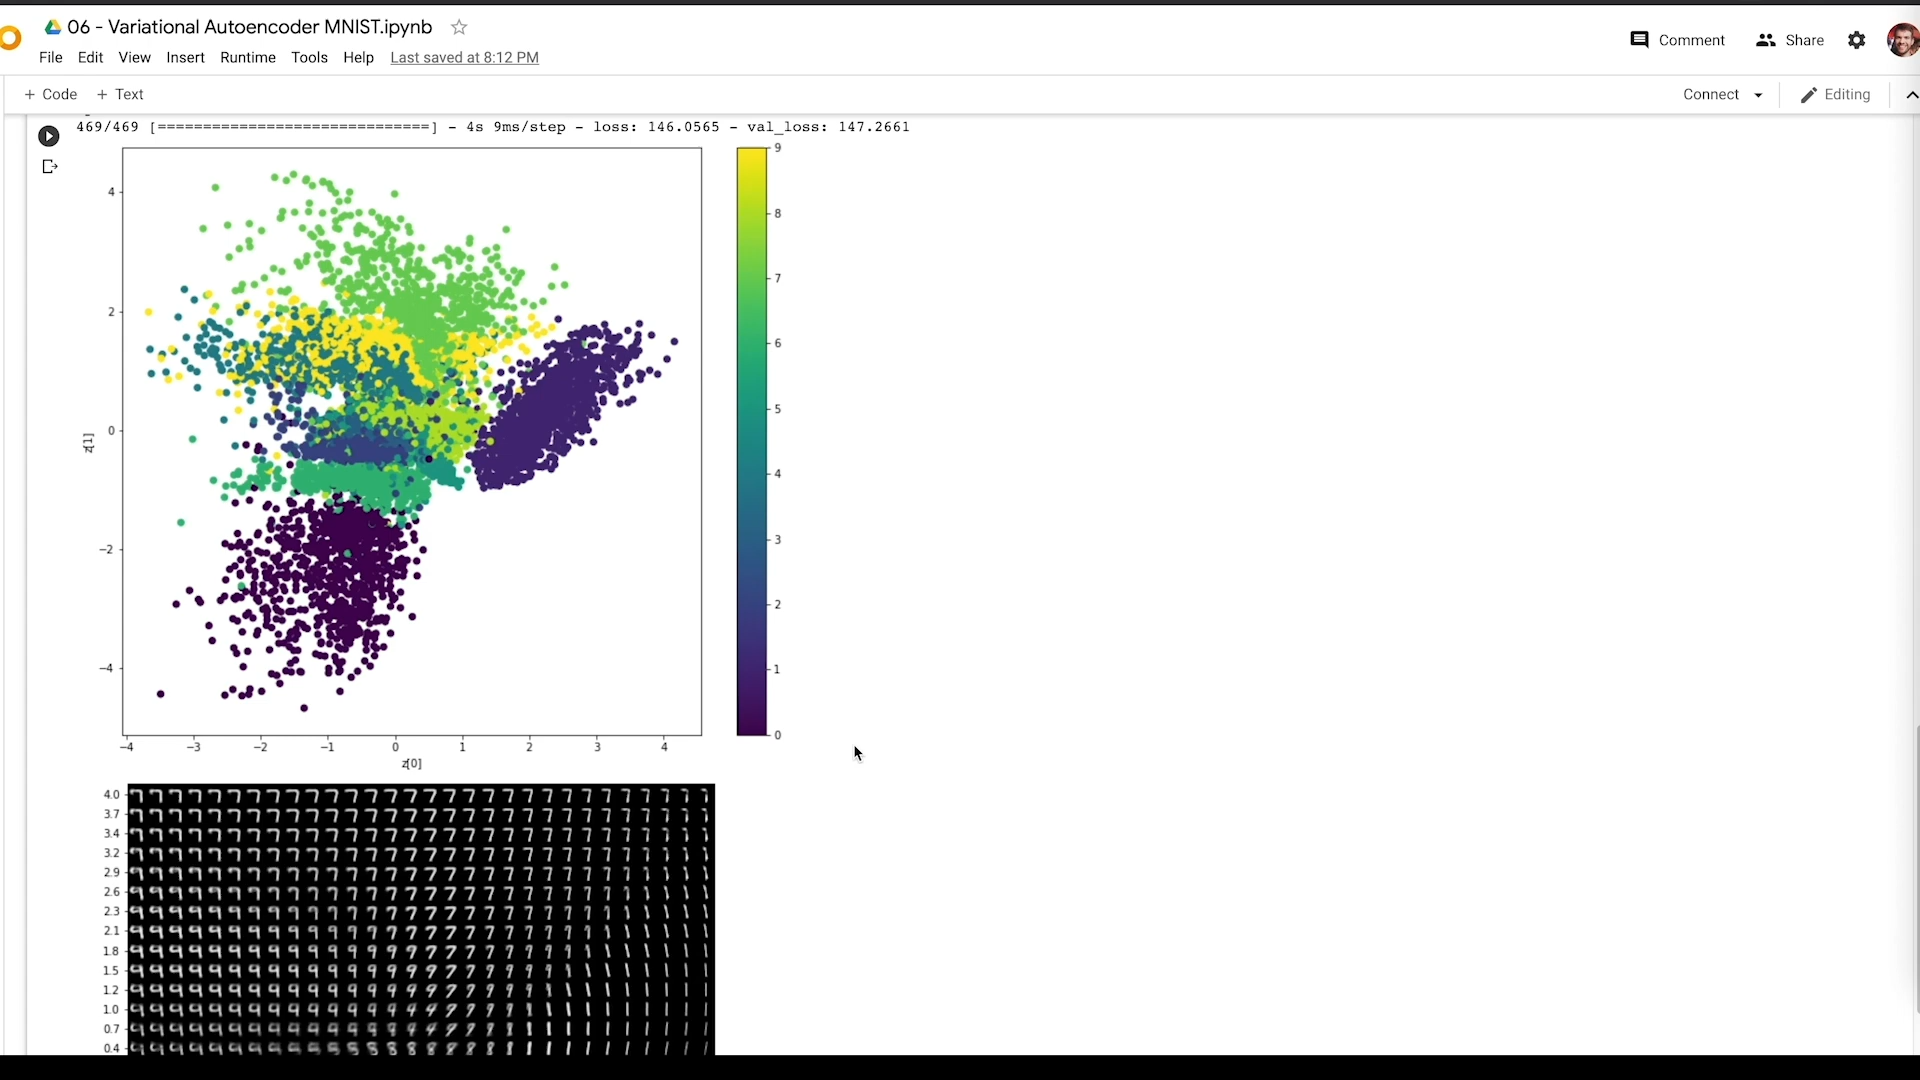 06 - Variational Autoencoder MNIST.ipynb
Comment
Share
File Edit View Insert Runtime Tools Help Last saved at 8:12 PM
+ Code + Text
Connect
Editing
469/469 [==============================] - 4s 9ms/step - loss: 146.0565 - val_loss: 147.2661
4
2
0
−2
−4
z[1]
−4 −3 −2 −1 0 1 2 3 4
z[0]
9
8
7
6
5
4
3
2
1
0
4.0
3.7
3.4
3.2
2.9
2.6
2.3
2.1
1.8
1.5
1.2
1.0
0.7
0.4